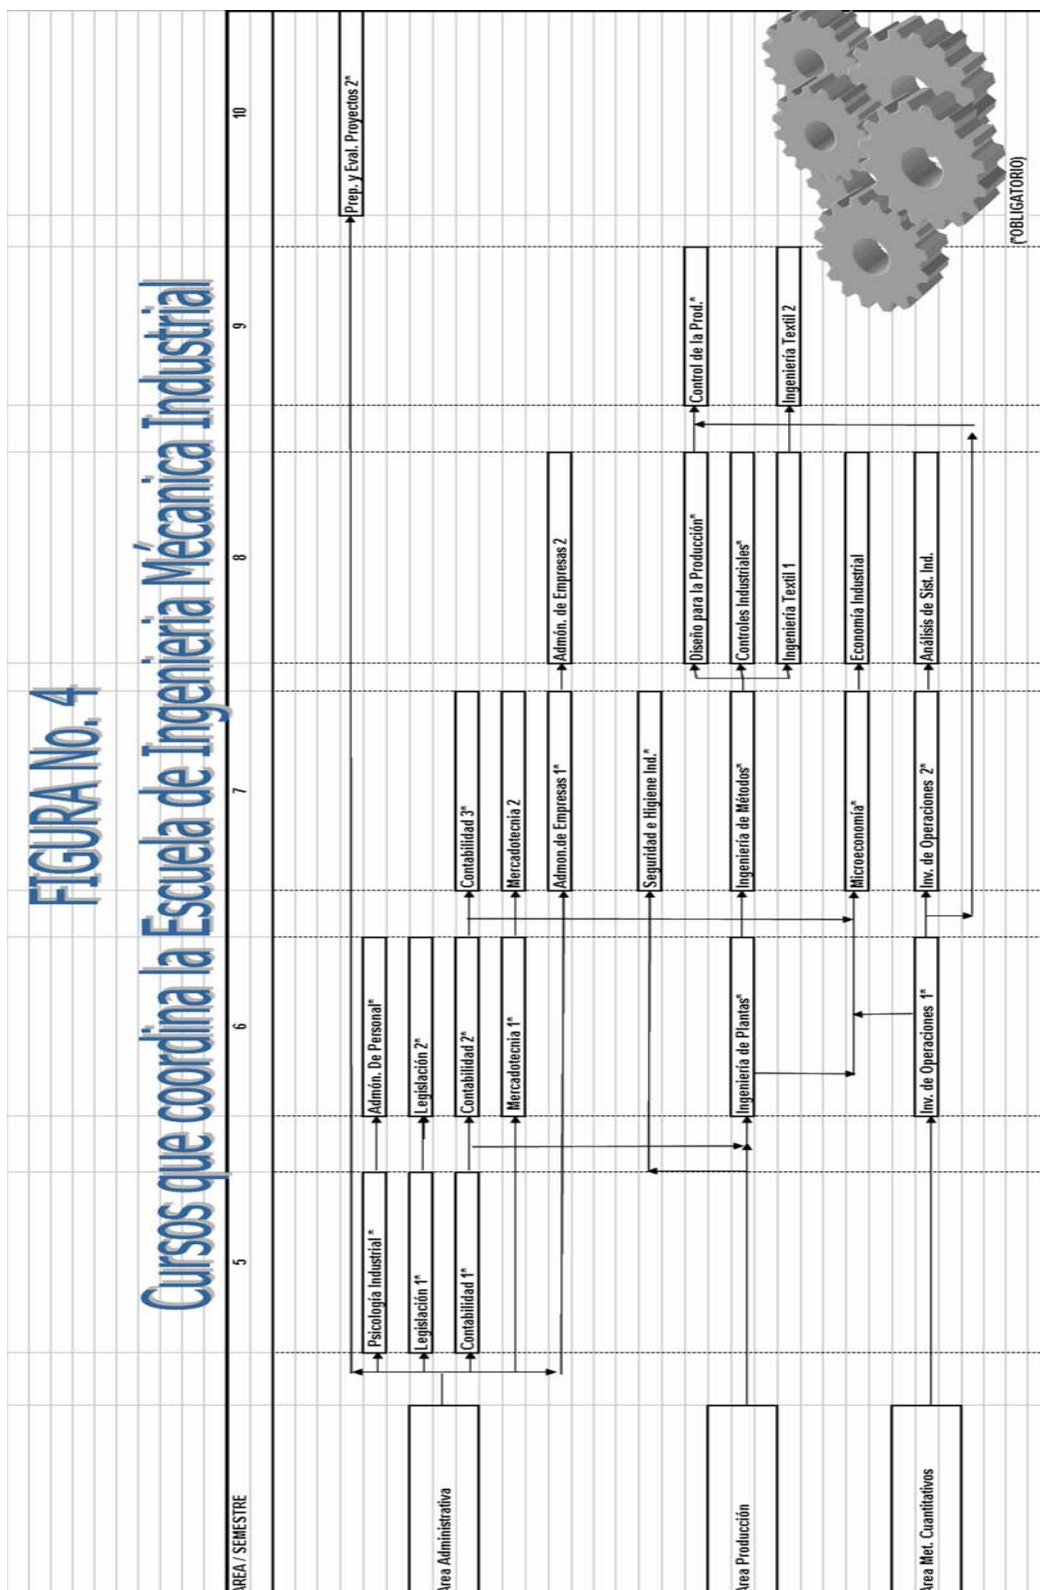 FIGURA No. 4
Cursos que coordina la Escuela de Ingenieria Mécanica Industrial
AREA / SEMESTRE
5
6
7
8
9
10
Prep. y Eval. Proyectos 2*
Psicología Industrial *
Admón. De Personal*
Legislación 1*
Legislación 2*
Area Administrativa
Contabilidad 1*
Contabilidad 2*
Contabilidad 3*
Mercadotecnia 1*
Mercadotecnia 2
Admon.de Empresas 1*
Admón. de Empresas 2
Seguridad e Higiene Ind.*
Diseño para la Producción*
Control de la Prod.*
Area Producción
Ingeniería de Plantas*
Ingeniería de Métodos*
Controles Industriales*
Ingeniería Textil 1
Ingeniería Textil 2
Microeconomía*
Economía Industrial
Area Met. Cuantitativos
Inv. de Operaciones 1*
Inv. de Operaciones 2*
Análisis de Sist. Ind.
(*OBLIGATORIO)